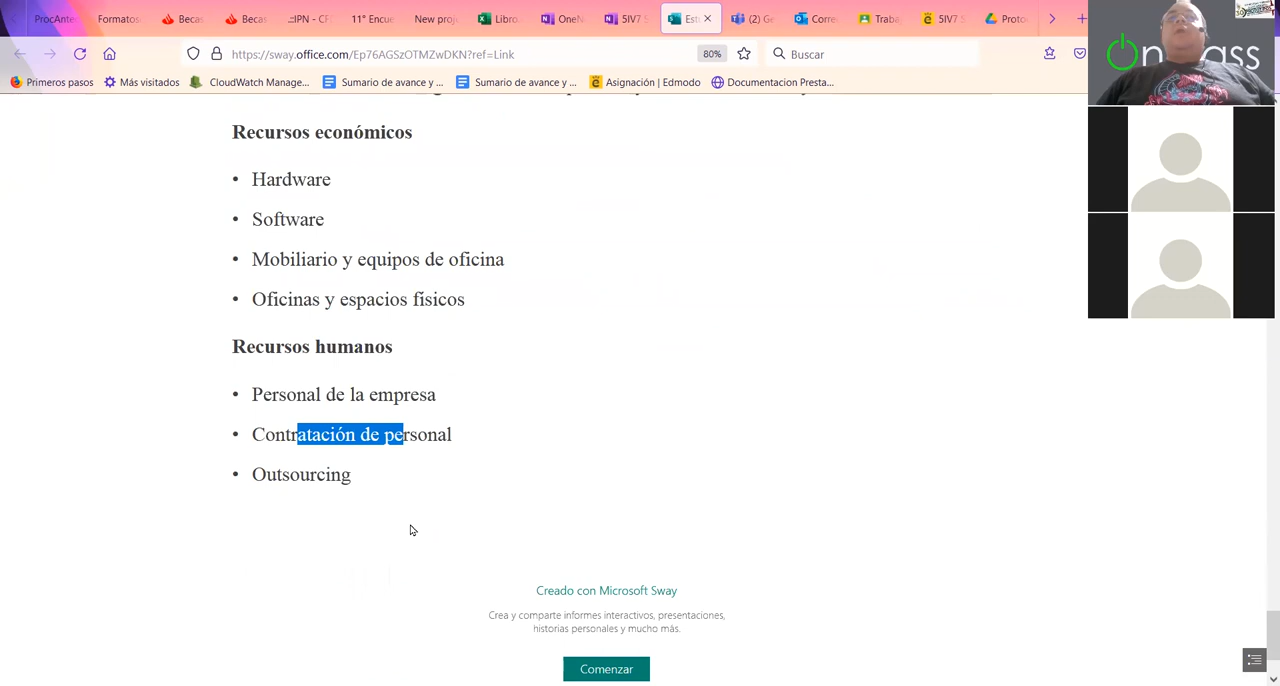 ProcAnte
Formatos
Becas
Becas
.::IPN - CF
11° Encue
New proj
Libro
OneN
5IV7 S
Est
(2) Ge
Corre
Traba
5IV7 S
Proto
https://sway.office.com/Ep76AGSzOTMZwDKN?ref=Link
80%
Buscar
Primeros pasos
Más visitados
CloudWatch Manage...
Sumario de avance y ...
Sumario de avance y ...
Asignación | Edmodo
Documentacion Presta...
Recursos económicos
• Hardware
• Software
• Mobiliario y equipos de oficina
• Oficinas y espacios físicos
Recursos humanos
• Personal de la empresa
• Contratación de personal
• Outsourcing
Creado con Microsoft Sway
Crea y comparte informes interactivos, presentaciones,
historias personales y mucho más.
Comenzar